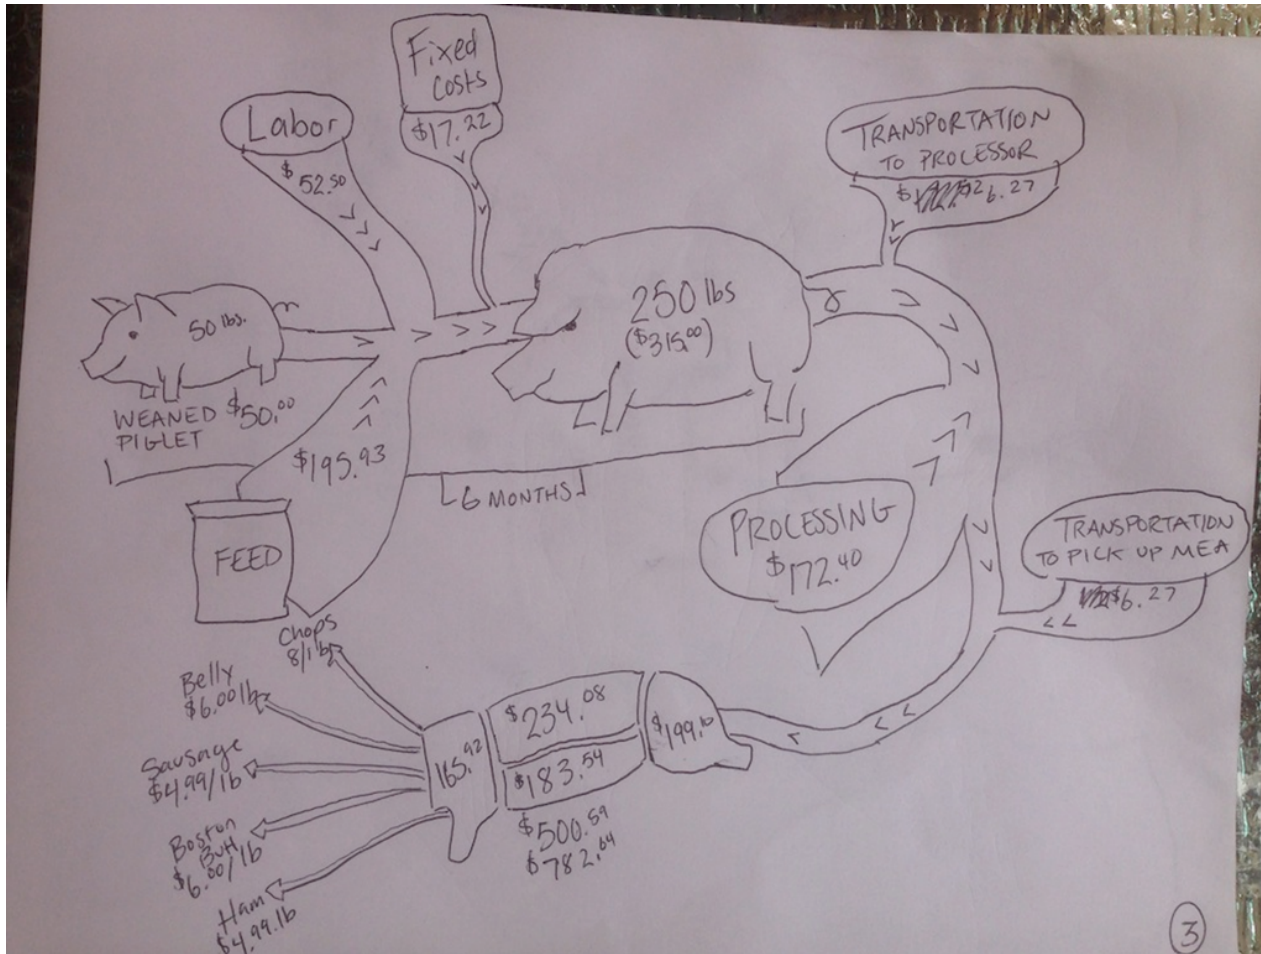 Fixed
Costs
$17.22
Labor
$52.50
TRANSPORTATION
TO PROCESSOR
$26.27
50 lbs.
250 lbs
($315.00)
WEANED $50.00
PIGLET
$195.93
6 MONTHS
FEED
PROCESSING
$172.40
TRANSPORTATION
TO PICK UP MEA
$6.27
Chops
8/1 lb
Belly
$6.00 lb
Sausage
$4.99/lb
Boston
Butt
$6.00/lb
Ham
$4.99.lb
165.92
$234.08
$183.54
$199.10
$500.59
$782.64
3